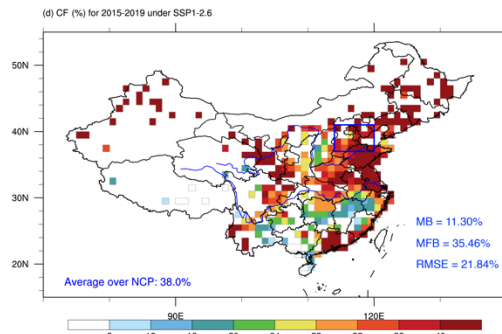 (d) CF (%) for 2015-2019 under SSP1-2.6
50N
40N
30N
20N
MB = 11.30%
MFB = 35.46%
RMSE = 21.84%
Average over NCP: 38.0%
90E
120E